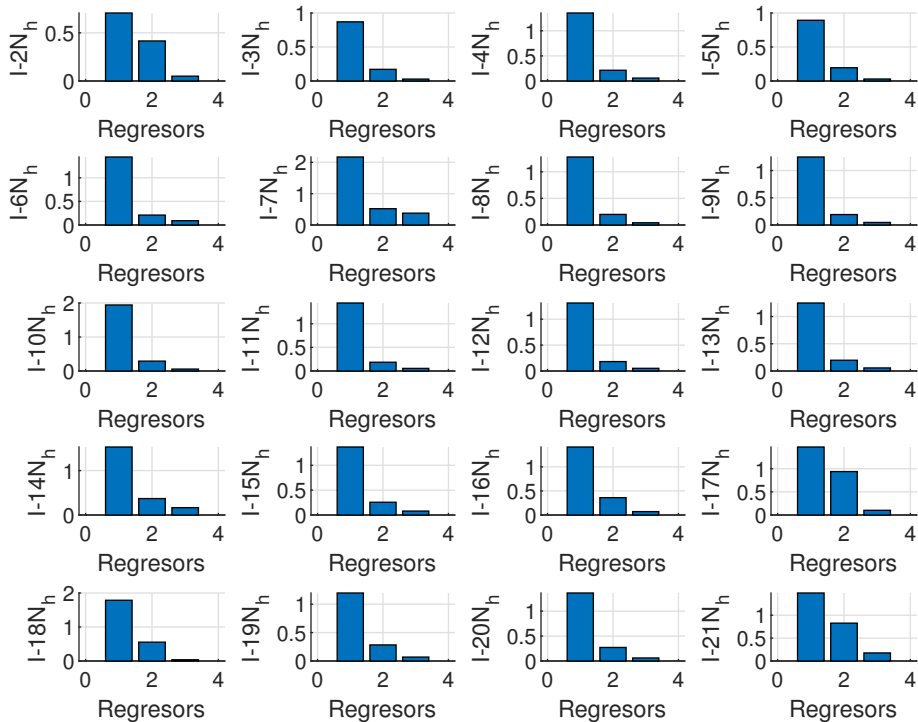 I-2N_h
0.5
0
0 2 4
Regresors
I-3N_h
1
0.5
0
0 2 4
Regresors
I-4N_h
1
0.5
0
0 2 4
Regresors
I-5N_h
1
0.5
0
0 2 4
Regresors
I-6N_h
1
0.5
0
0 2 4
Regresors
I-7N_h
2
1
0
0 2 4
Regresors
I-8N_h
1
0.5
0
0 2 4
Regresors
I-9N_h
1
0.5
0
0 2 4
Regresors
I-10N_h
2
1
0
0 2 4
Regresors
I-11N_h
1
0.5
0
0 2 4
Regresors
I-12N_h
1
0.5
0
0 2 4
Regresors
I-13N_h
1
0.5
0
0 2 4
Regresors
I-14N_h
1
0
0 2 4
Regresors
I-15N_h
1
0.5
0
0 2 4
Regresors
I-16N_h
1
0.5
0
0 2 4
Regresors
I-17N_h
1
0.5
0
0 2 4
Regresors
I-18N_h
2
1
0
0 2 4
Regresors
I-19N_h
1
0.5
0
0 2 4
Regresors
I-20N_h
1
0.5
0
0 2 4
Regresors
I-21N_h
1
0.5
0
0 2 4
Regresors